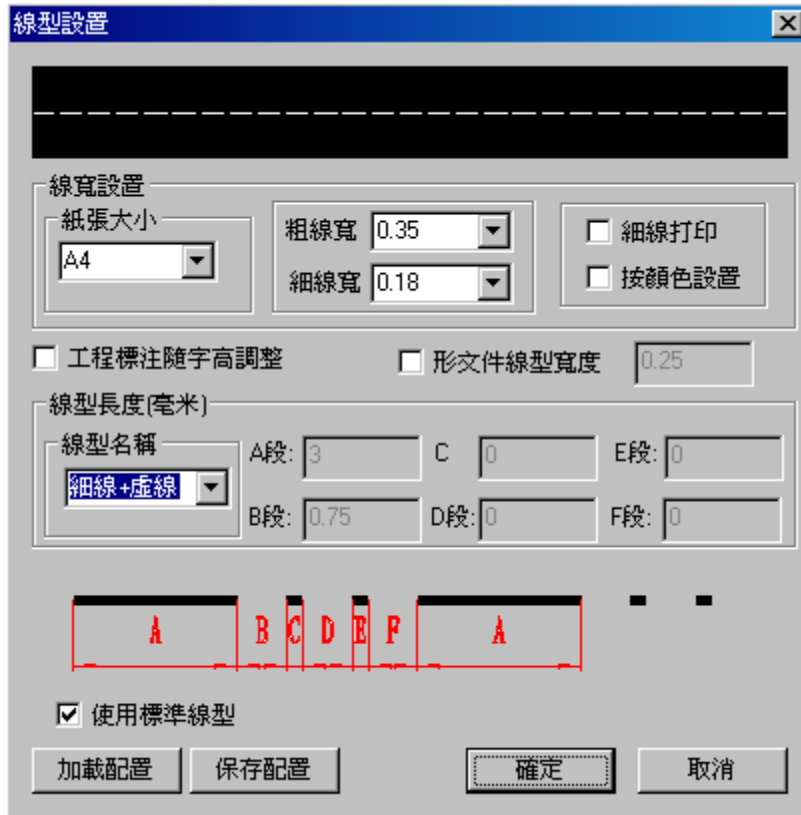 線型設置
線寬設置
紙張大小
A4
粗線寬 0.35
細線寬 0.18
細線打印
按顏色設置
工程標注隨字高調整
形文件線型寬度 0.25
線型長度(毫米)
線型名稱
細線+虛線
A段: 3 C 0 E段: 0
B段: 0.75 D段: 0 F段: 0
A B C D E F A
使用標準線型
加載配置 保存配置 確定 取消